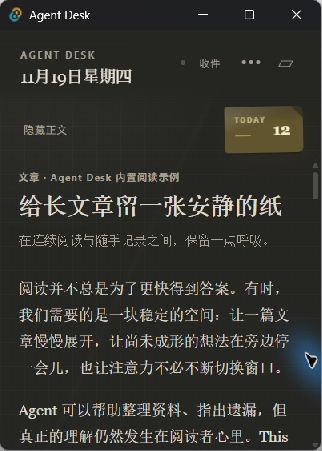 Agent Desk
AGENT DESK
11月19日星期四
收件
隐藏正文
TODAY
12
文章 · Agent Desk 内置阅读示例
给长文章留一张安静的纸
在连续阅读与随手记录之间，保留一点呼吸。
阅读并不总是为了更快得到答案。有时，
我们需要的是一块稳定的空间：让一篇文
章慢慢展开，让尚未成形的想法在旁边停
一会儿，也让注意力不必不断切换窗口。
Agent 可以帮助整理资料、指出遗漏，但
真正的理解仍然发生在阅读者心里。This